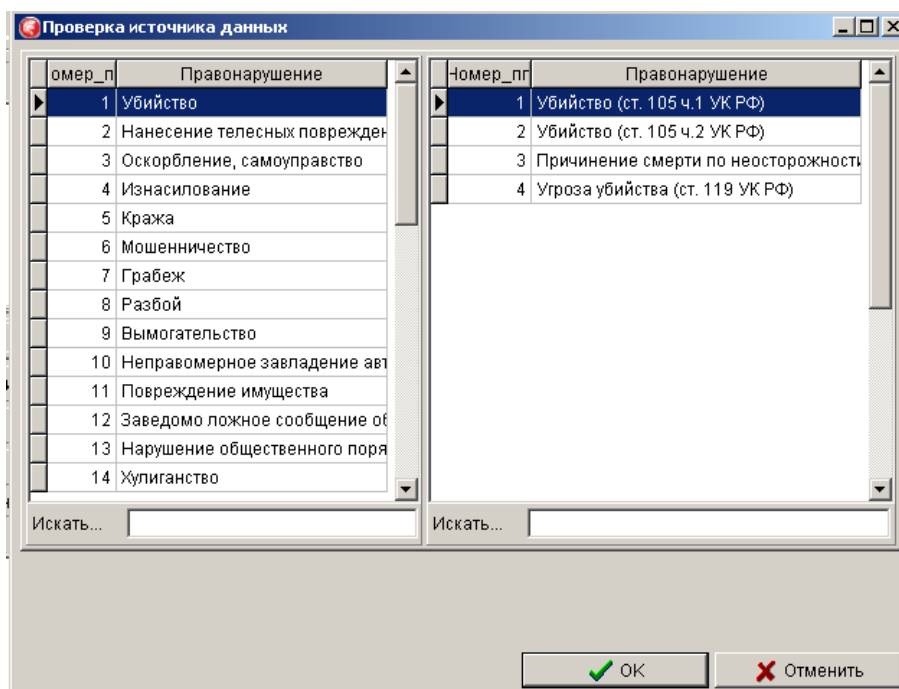 Проверка источника данных
омер_п Правонарушение
1 Убийство
2 Нанесение телесных поврежден
3 Оскорбление, самоуправство
4 Изнасилование
5 Кража
6 Мошенничество
7 Грабеж
8 Разбой
9 Вымогательство
10 Неправомерное завладение авт
11 Повреждение имущества
12 Заведомо ложное сообщение об
13 Нарушение общественного поря
14 Хулиганство
Искать...
Номер_пг Правонарушение
1 Убийство (ст. 105 ч.1 УК РФ)
2 Убийство (ст. 105 ч.2 УК РФ)
3 Причинение смерти по неосторожности
4 Угроза убийства (ст. 119 УК РФ)
Искать...
OK
Отменить